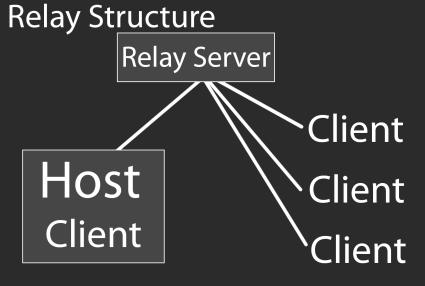 Relay Structure
Relay Server
Host
Client
Client
Client
Client